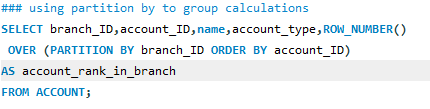 ### using partition by to group calculations
SELECT branch_ID,account_ID,name,account_type,ROW_NUMBER()
OVER (PARTITION BY branch_ID ORDER BY account_ID)
AS account_rank_in_branch
FROM ACCOUNT;